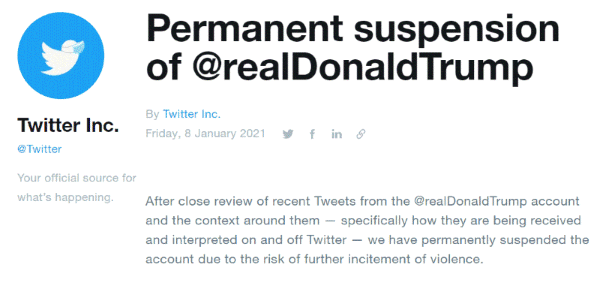 Permanent suspension
of @realDonaldTrump
By Twitter Inc.
Friday, 8 January 2021
Twitter Inc.
@Twitter
Your official source for
what's happening.
After close review of recent Tweets from the @realDonaldTrump account
and the context around them — specifically how they are being received
and interpreted on and off Twitter — we have permanently suspended the
account due to the risk of further incitement of violence.